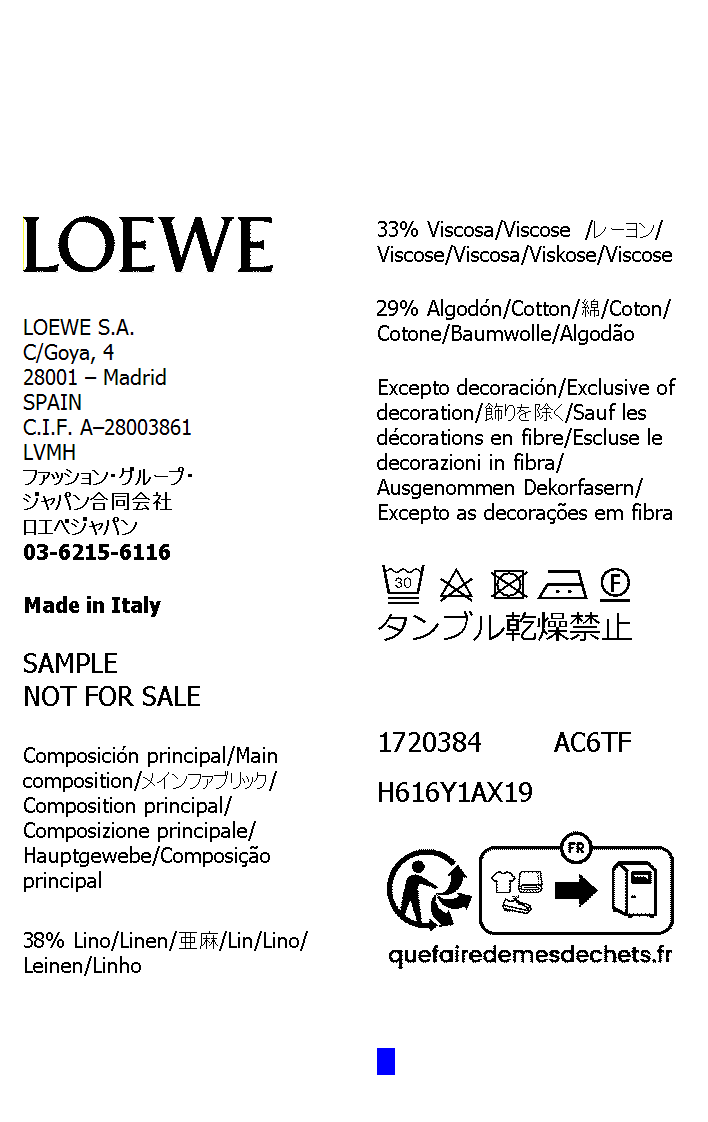 LOEWE
LOEWE S.A.
C/Goya, 4
28001 – Madrid
SPAIN
C.I.F. A–28003861
LVMH
ファッション・グループ・
ジャパン合同会社
ロエベジャパン
03-6215-6116
Made in Italy
SAMPLE
NOT FOR SALE
Composición principal/Main
composition/メインファブリック/
Composition principal/
Composizione principale/
Hauptgewebe/Composição
principal
38% Lino/Linen/亜麻/Lin/Lino/
Leinen/Linho
33% Viscosa/Viscose /レーヨン/
Viscose/Viscosa/Viskose/Viscose
29% Algodón/Cotton/綿/Coton/
Cotone/Baumwolle/Algodão
Excepto decoración/Exclusive of
decoration/飾りを除く/Sauf les
décorations en fibre/Escluse le
decorazioni in fibra/
Ausgenommen Dekorfasern/
Excepto as decorações em fibra
30 F
タンブル乾燥禁止
1720384 AC6TF
H616Y1AX19
FR
quefairedemesdechets.fr